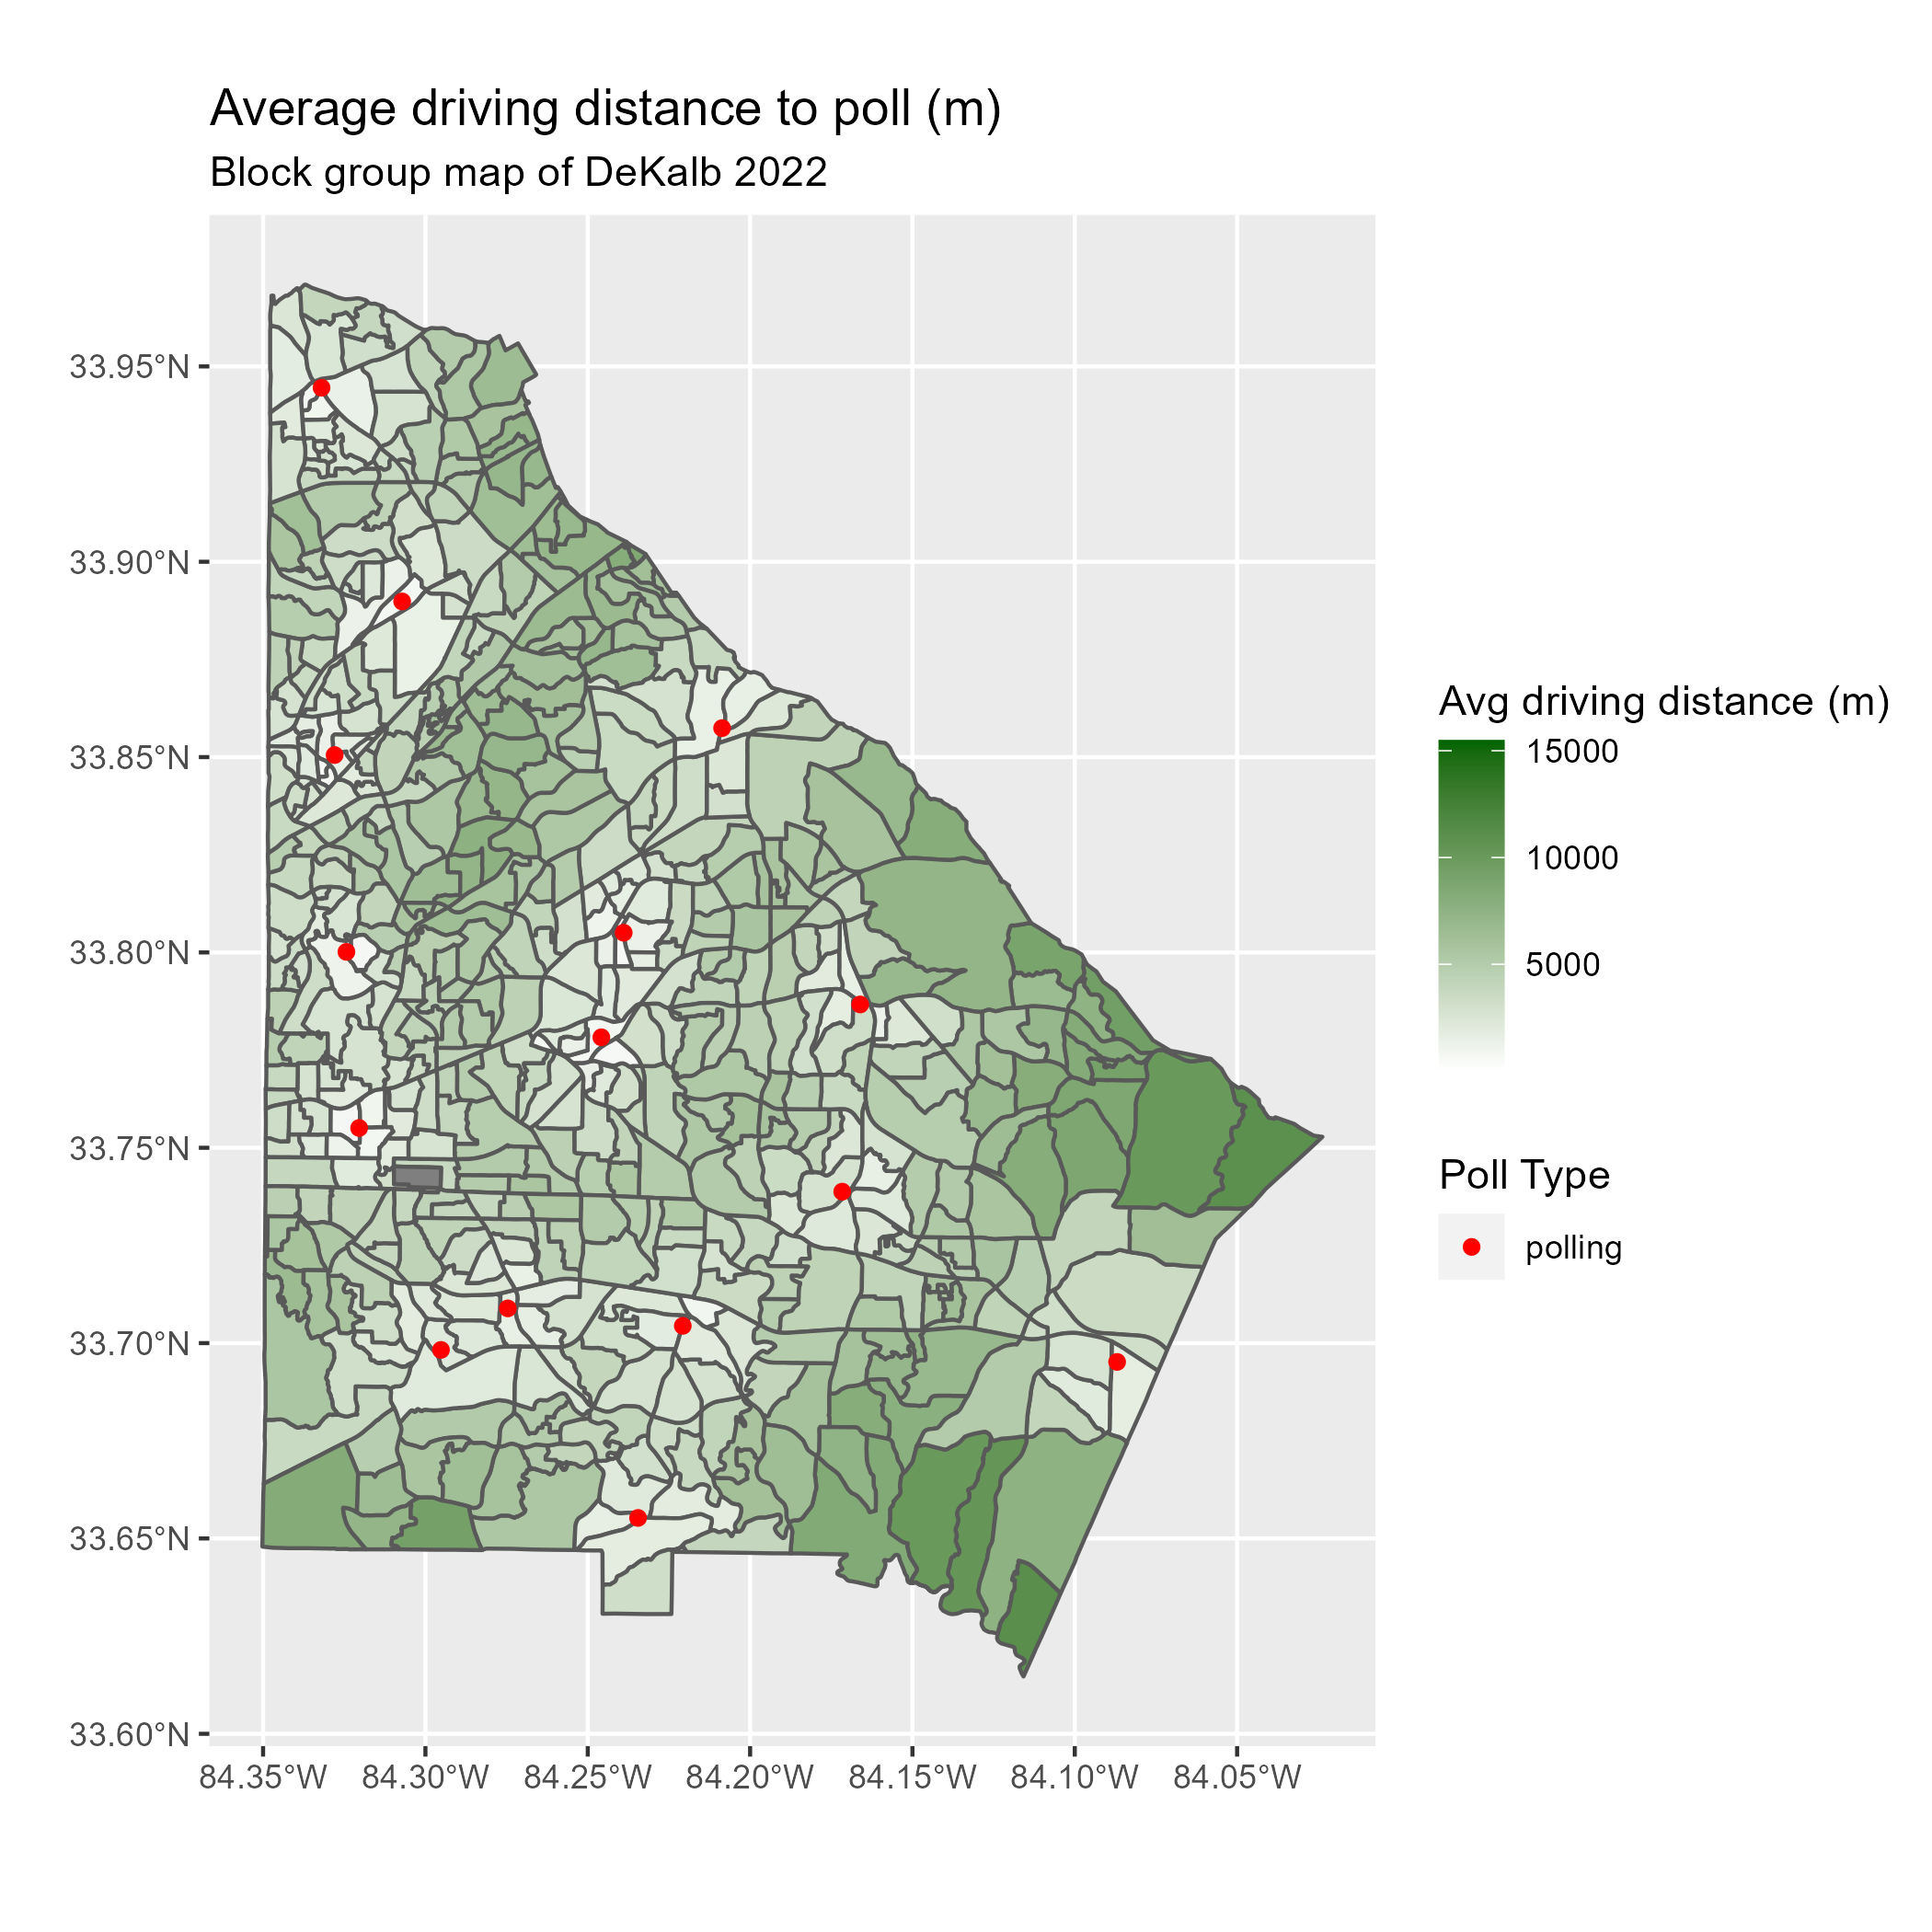 Average driving distance to poll (m)
Block group map of DeKalb 2022
33.95°N
33.90°N
33.85°N
33.80°N
33.75°N
33.70°N
33.65°N
33.60°N
84.35°W 84.30°W 84.25°W 84.20°W 84.15°W 84.10°W 84.05°W
Avg driving distance (m)
15000
10000
5000
Poll Type
polling